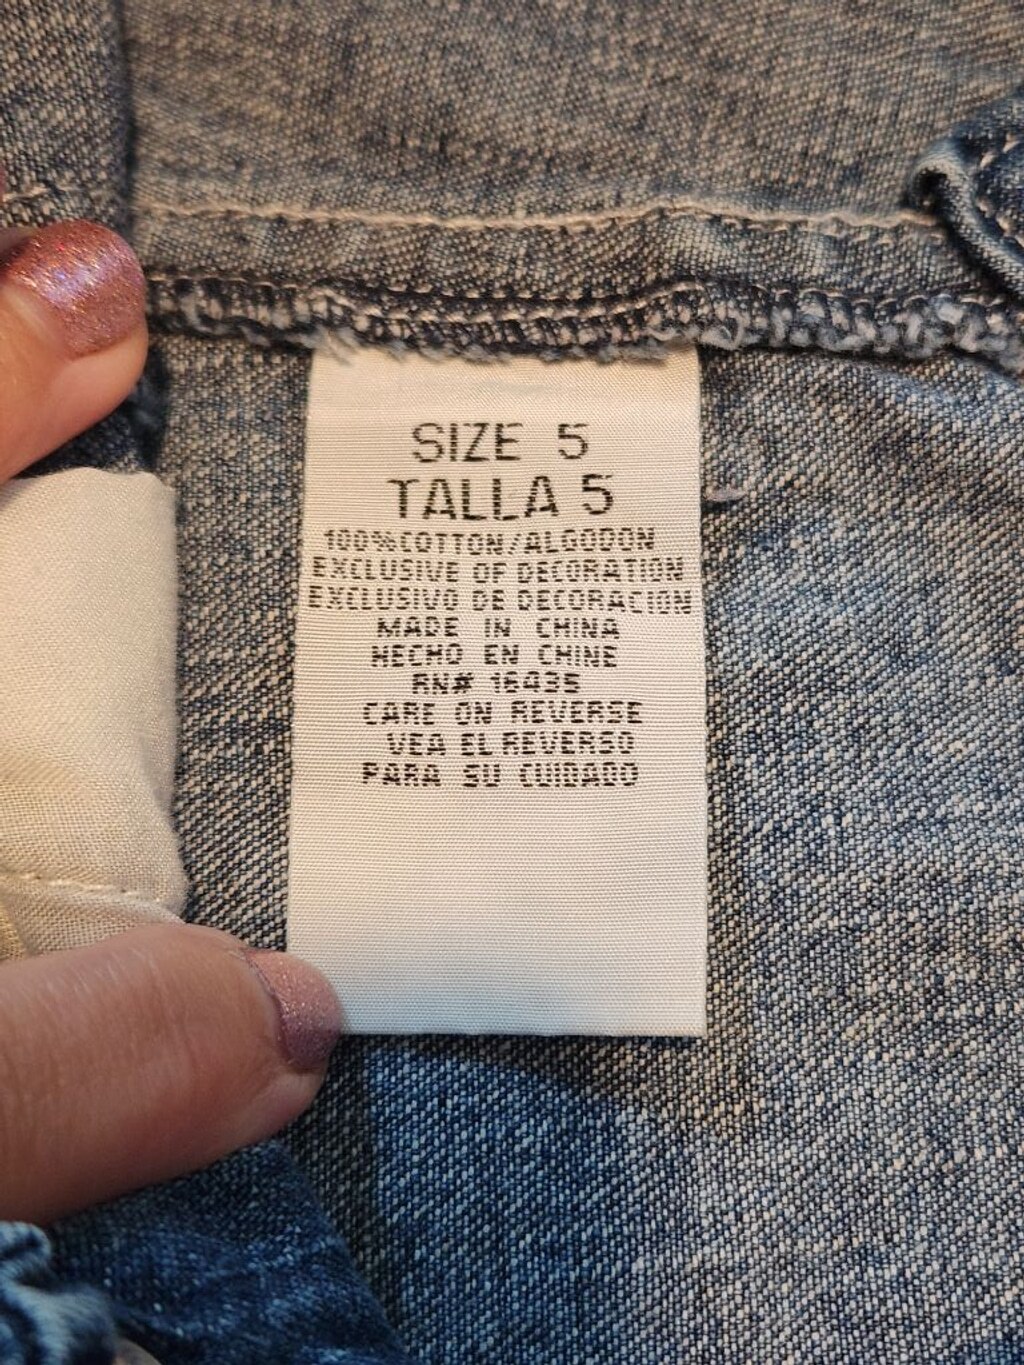 SIZE 5
TALLA 5
100%COTTON/ALGODON
EXCLUSIVE OF DECORATION
EXCLUSIVO DE DECORACION
MADE IN CHINA
HECHO EN CHINE
RN# 16435
CARE ON REVERSE
VEA EL REVERSO
PARA SU CUIDADO